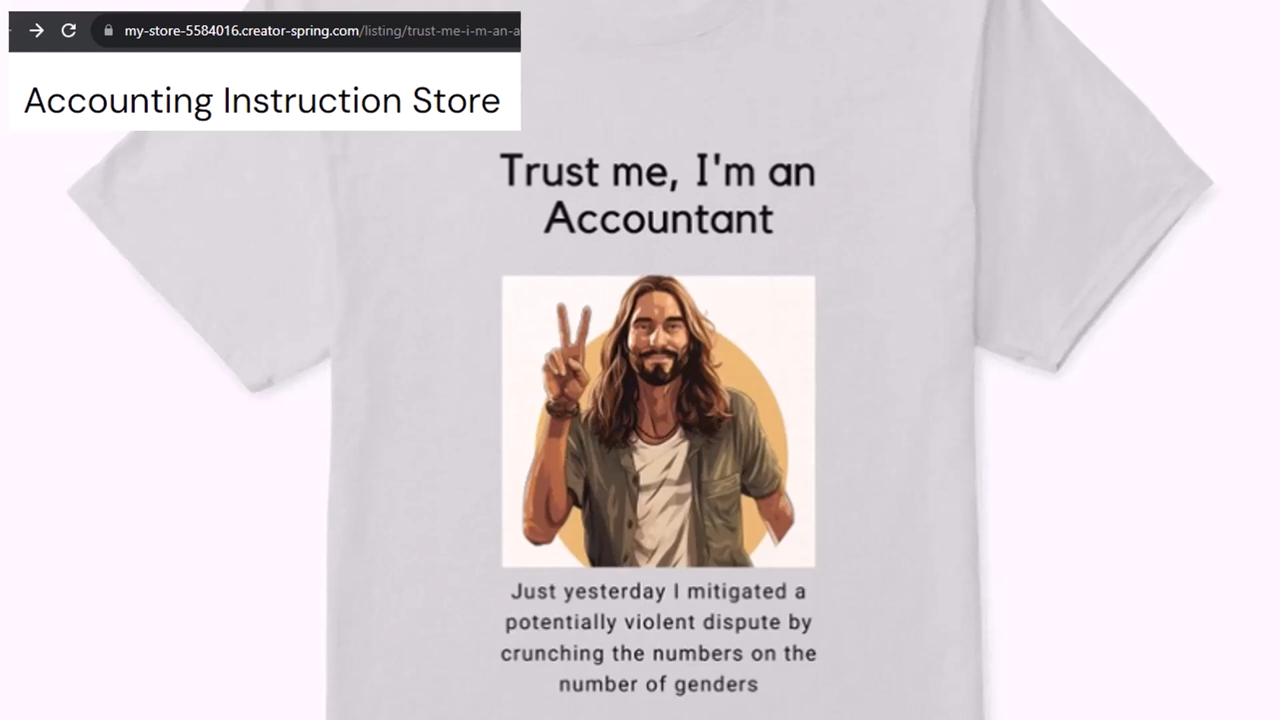 my-store-5584016.creator-spring.com/listing/trust-me-i-m-an-a
Accounting Instruction Store
Trust me, I'm an
Accountant
Just yesterday I mitigated a
potentially violent dispute by
crunching the numbers on the
number of genders